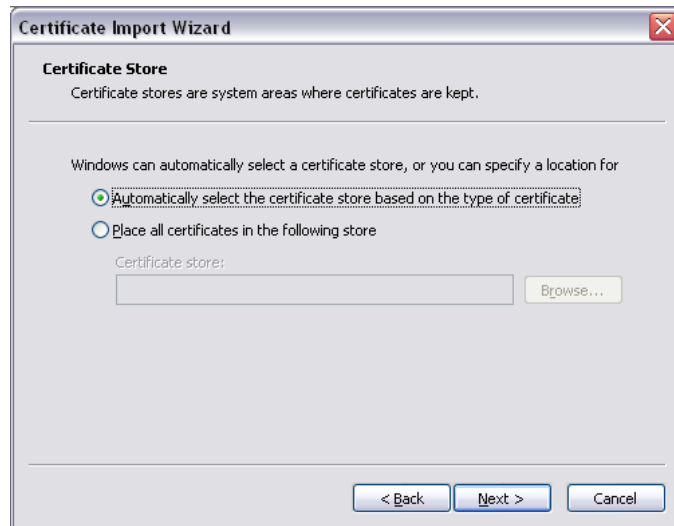 Certificate Import Wizard
Certificate Store
Certificate stores are system areas where certificates are kept.
Windows can automatically select a certificate store, or you can specify a location for
Automatically select the certificate store based on the type of certificate
Place all certificates in the following store
Certificate store:
Browse...
< Back
Next >
Cancel